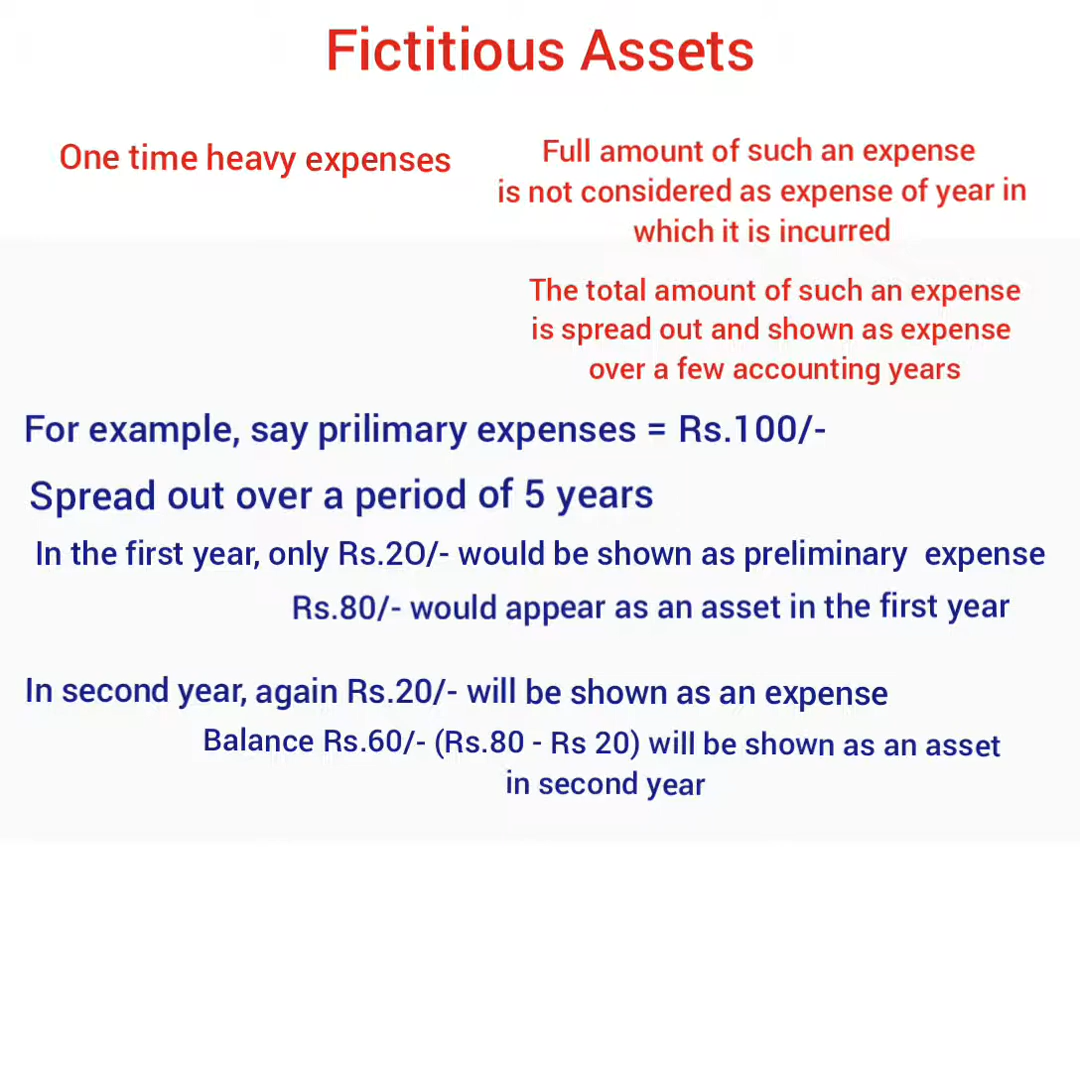 Fictitious Assets
One time heavy expenses
Full amount of such an expense
is not considered as expense of year in
which it is incurred
The total amount of such an expense
is spread out and shown as expense
over a few accounting years
For example, say prilimary expenses = Rs.100/-
Spread out over a period of 5 years
In the first year, only Rs.2O/- would be shown as preliminary expense
Rs.80/- would appear as an asset in the first year
In second year, again Rs.20/- will be shown as an expense
Balance Rs.60/- (Rs.80 - Rs 20) will be shown as an asset
in second year